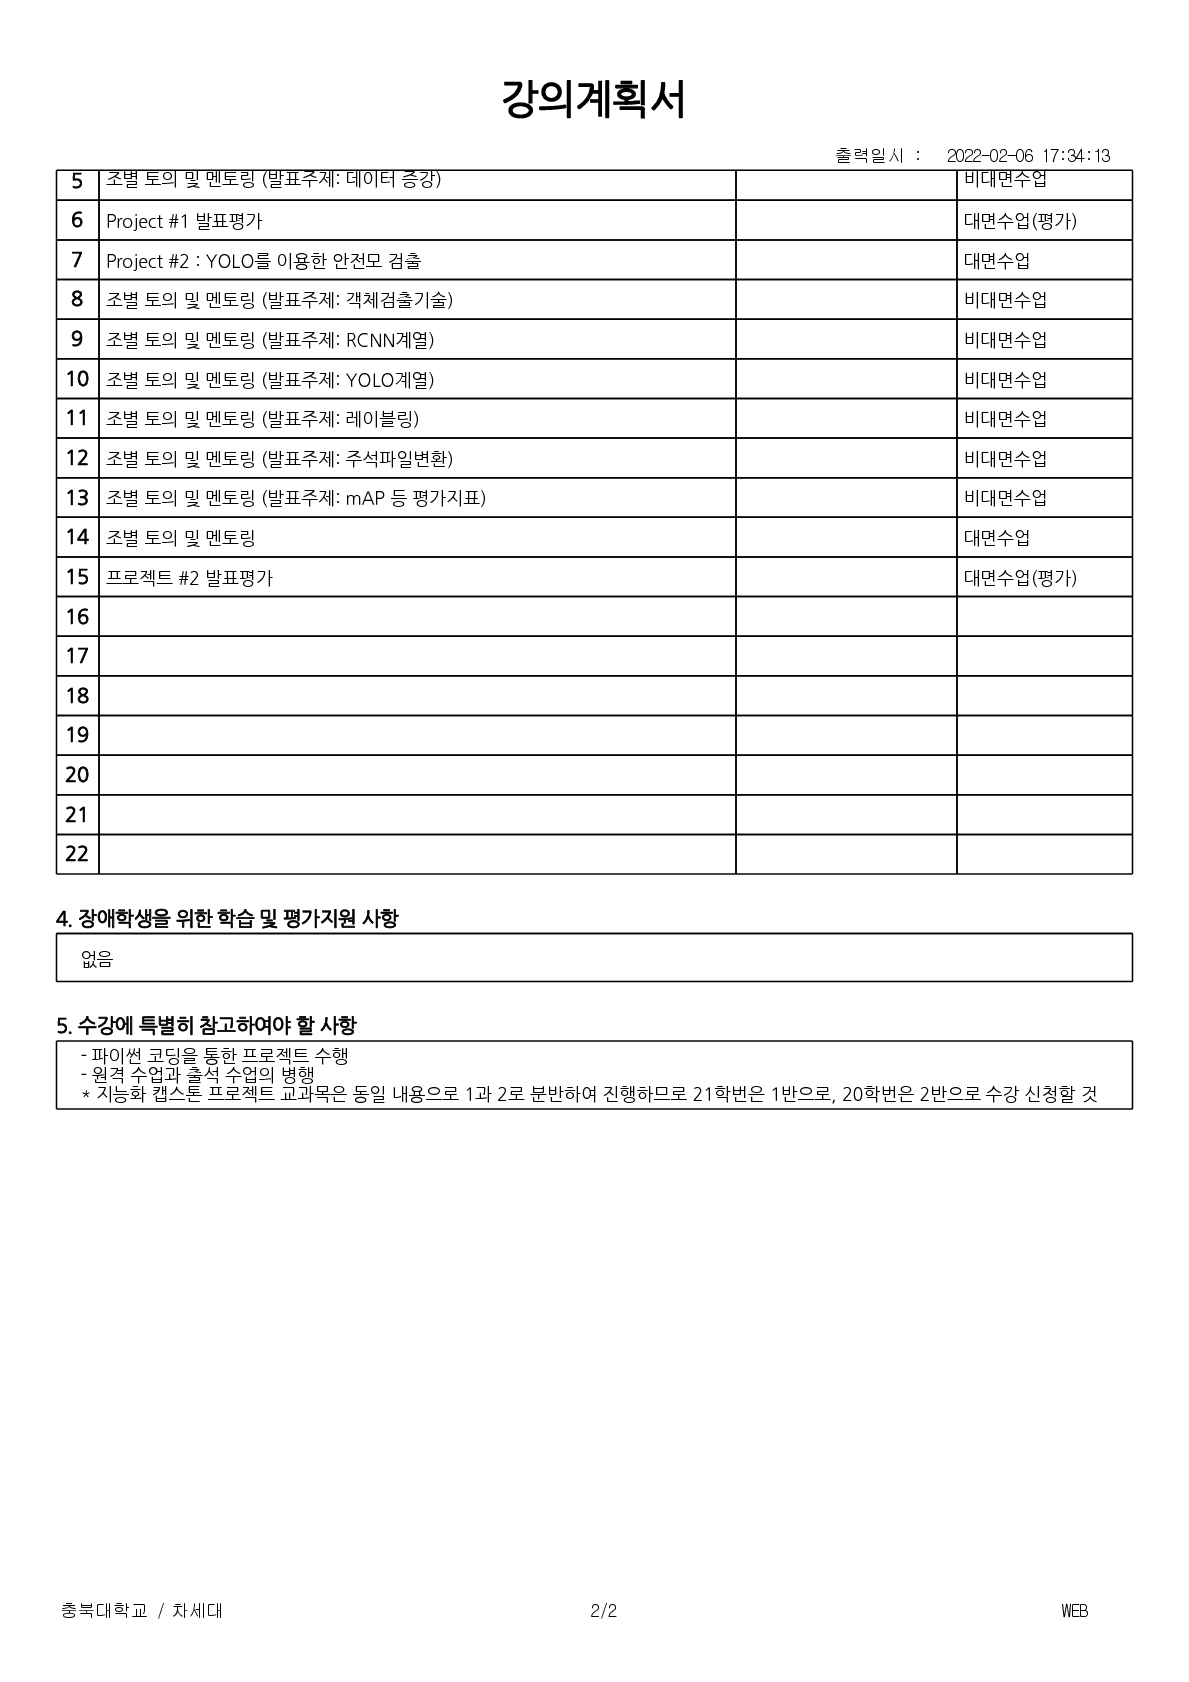 강의계획서
출력일시 : 2022-02-06 17:34:13
5 조별 토의 및 멘토링 (발표주제: 데이터 증강) 비대면수업
6 Project #1 발표평가 대면수업(평가)
7 Project #2 : YOLO를 이용한 안전모 검출 대면수업
8 조별 토의 및 멘토링 (발표주제: 객체검출기술) 비대면수업
9 조별 토의 및 멘토링 (발표주제: RCNN계열) 비대면수업
10 조별 토의 및 멘토링 (발표주제: YOLO계열) 비대면수업
11 조별 토의 및 멘토링 (발표주제: 레이블링) 비대면수업
12 조별 토의 및 멘토링 (발표주제: 주석파일변환) 비대면수업
13 조별 토의 및 멘토링 (발표주제: mAP 등 평가지표) 비대면수업
14 조별 토의 및 멘토링 대면수업
15 프로젝트 #2 발표평가 대면수업(평가)
16
17
18
19
20
21
22
4. 장애학생을 위한 학습 및 평가지원 사항
없음
5. 수강에 특별히 참고하여야 할 사항
- 파이썬 코딩을 통한 프로젝트 수행
- 원격 수업과 출석 수업의 병행
* 지능화 캡스톤 프로젝트 교과목은 동일 내용으로 1과 2로 분반하여 진행하므로 21학번은 1반으로, 20학번은 2반으로 수강 신청할 것
충북대학교 / 차세대 2/2 WEB